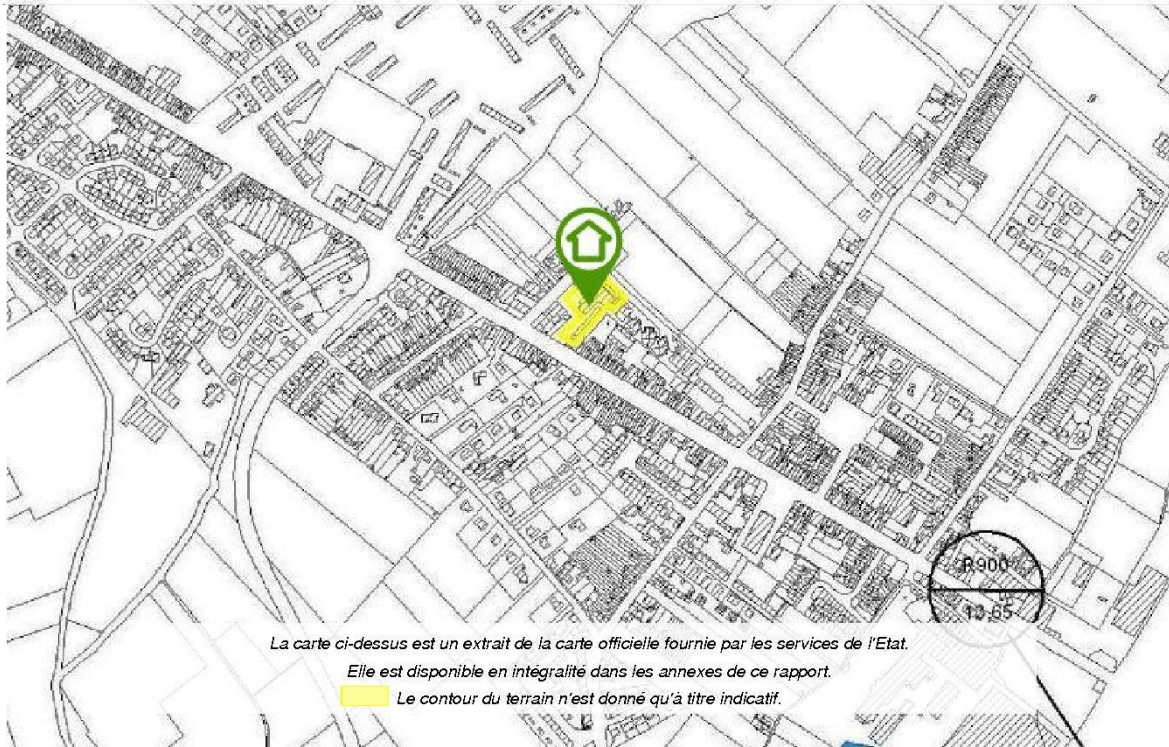 R900
13.65
La carte ci-dessus est un extrait de la carte officielle fournie par les services de l'Etat.
Elle est disponible en intégralité dans les annexes de ce rapport.
Le contour du terrain n'est donné qu'à titre indicatif.